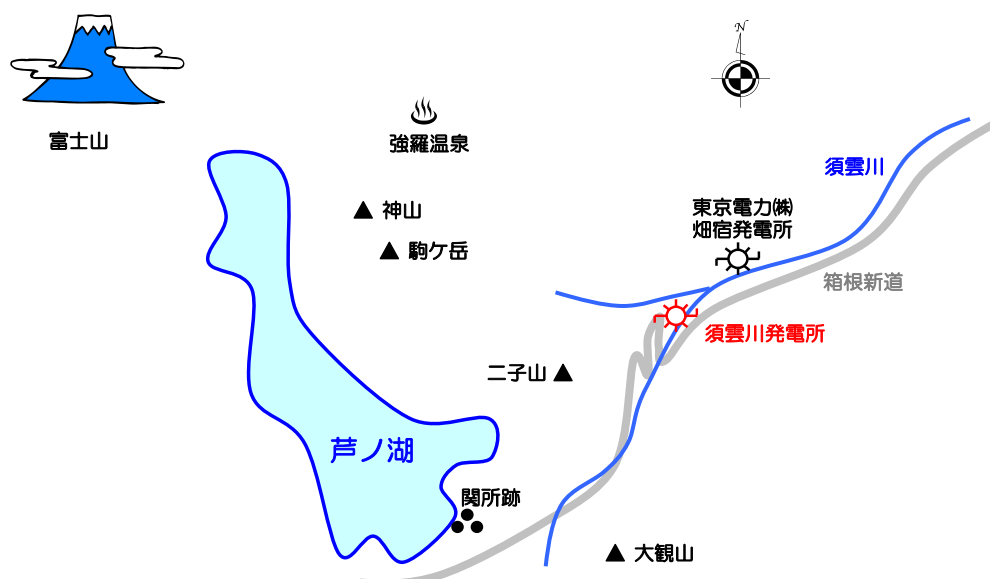 N
富士山
強羅温泉
須雲川
神山
東京電力㈱
畑宿発電所
駒ケ岳
箱根新道
須雲川発電所
二子山
芦ノ湖
関所跡
大観山